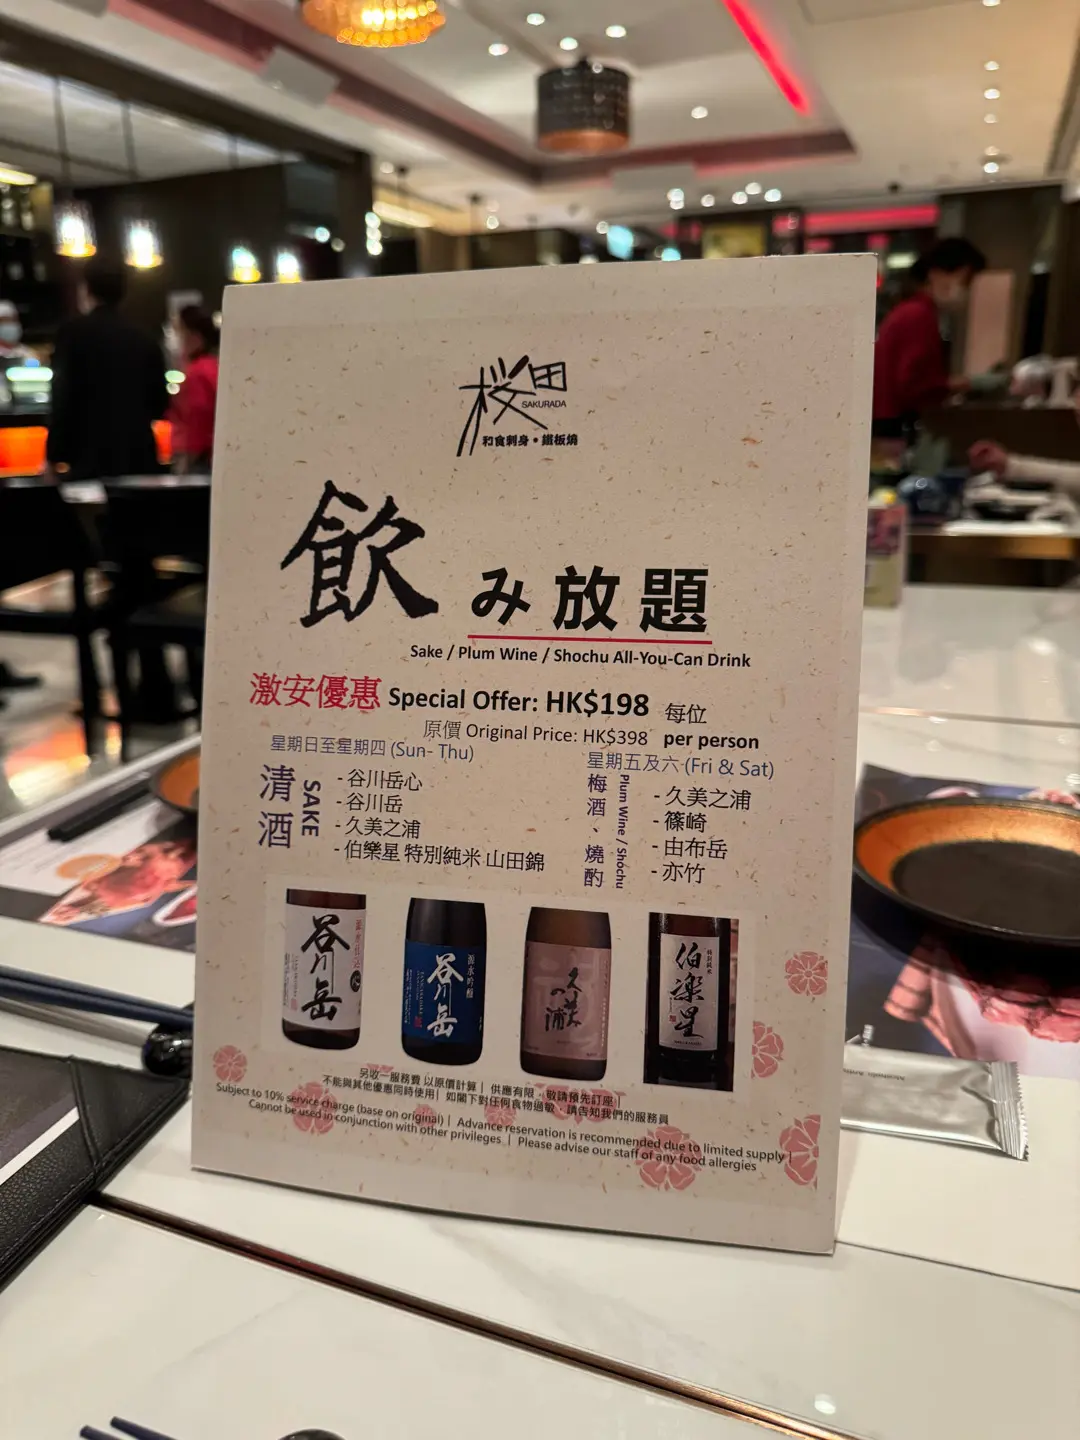 桜田
SAKURADA
和食刺身・鐵板燒
飲み放題
Sake / Plum Wine / Shochu All-You-Can Drink
激安優惠 Special Offer: HK$198 每位
原價 Original Price: HK$398 per person
星期日至星期四 (Sun- Thu)
清酒
SAKE
- 谷川岳心
- 谷川岳
- 久美之浦
- 伯樂星 特別純米 山田錦
星期五及六 (Fri & Sat)
梅酒、燒酌
Plum Wine / Shochu
- 久美之浦
- 篠崎
- 由布岳
- 亦竹
谷川岳
源水吟醸
谷川岳
久美の浦
特別純米
伯楽星
另收一服務費 以原價計算 | 供應有限，敬請預先訂座 |
不能與其他優惠同時使用 | 如閣下對任何食物過敏，請告知我們的服務員
Subject to 10% service charge (base on original) | Advance reservation is recommended due to limited supply |
Cannot be used in conjunction with other privileges | Please advise our staff of any food allergies